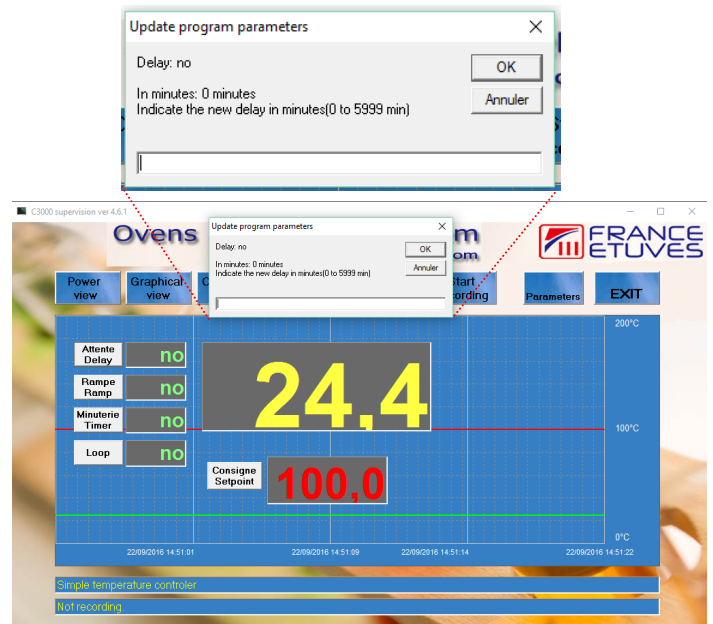 Update program parameters
Delay: no
OK
In minutes: 0 minutes
Indicate the new delay in minutes(0 to 5999 min)
Annuler
C3000 supervision ver 4.6.1
Ovens
Update program parameters
Delay: no
OK
In minutes: 0 minutes
Indicate the new delay in minutes(0 to 5999 min)
Annuler
m
om
FRANCE
ETUVES
Power
view
Graphical
view
Start
cording
Parameters
EXIT
200°C
Attente
Delay
no
Rampe
Ramp
no
24,4
Minuterie
Timer
no
100°C
Loop
no
Consigne
Setpoint
100,0
0°C
22/09/2016 14:51:01
22/09/2016 14:51:09
22/09/2016 14:51:14
22/09/2016 14:51:22
Simple temperature controler
Not recording.